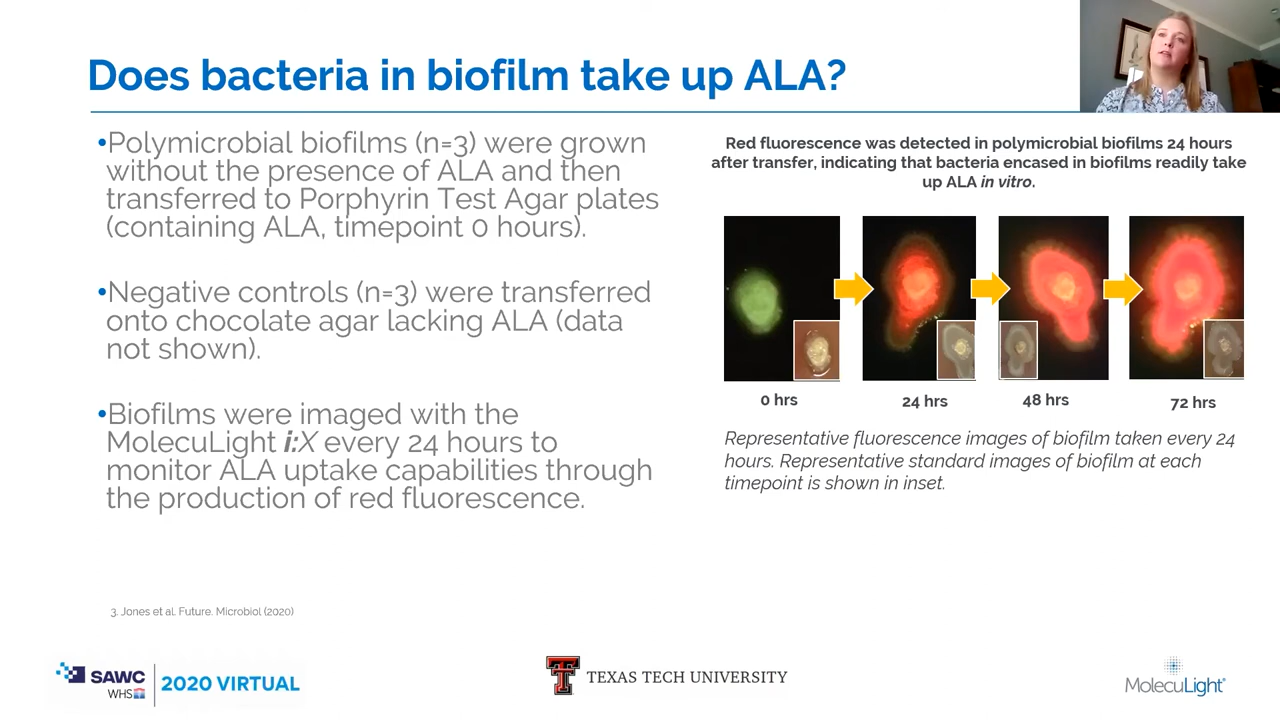 Does bacteria in biofilm take up ALA?
•Polymicrobial biofilms (n=3) were grown
without the presence of ALA and then
transferred to Porphyrin Test Agar plates
(containing ALA, timepoint 0 hours).
•Negative controls (n=3) were transferred
onto chocolate agar lacking ALA (data
not shown).
•Biofilms were imaged with the
MolecuLight i:X every 24 hours to
monitor ALA uptake capabilities through
the production of red fluorescence.
Red fluorescence was detected in polymicrobial biofilms 24 hours
after transfer, indicating that bacteria encased in biofilms readily take
up ALA in vitro.
0 hrs
24 hrs
48 hrs
72 hrs
Representative fluorescence images of biofilm taken every 24
hours. Representative standard images of biofilm at each
timepoint is shown in inset.
3. Jones et al. Future. Microbiol (2020)
SAWC
WHS
2020 VIRTUAL
TEXAS TECH UNIVERSITY
MolecuLight